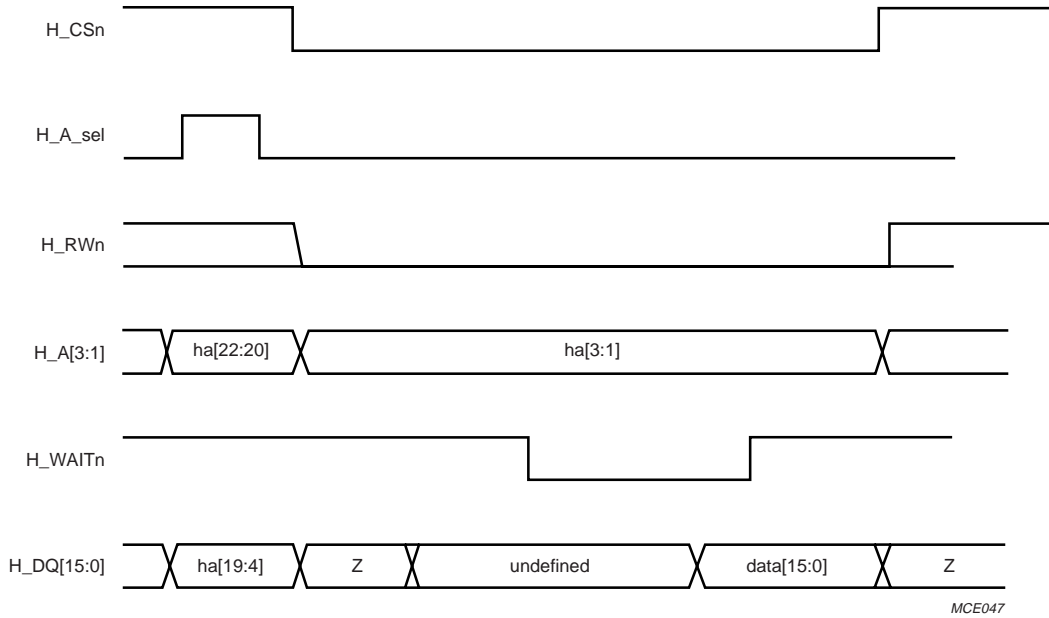 H_CSn
H_A_sel
H_RWn
H_A[3:1] ha[22:20] ha[3:1]
H_WAITn
H_DQ[15:0] ha[19:4] Z undefined data[15:0] Z
MCE047